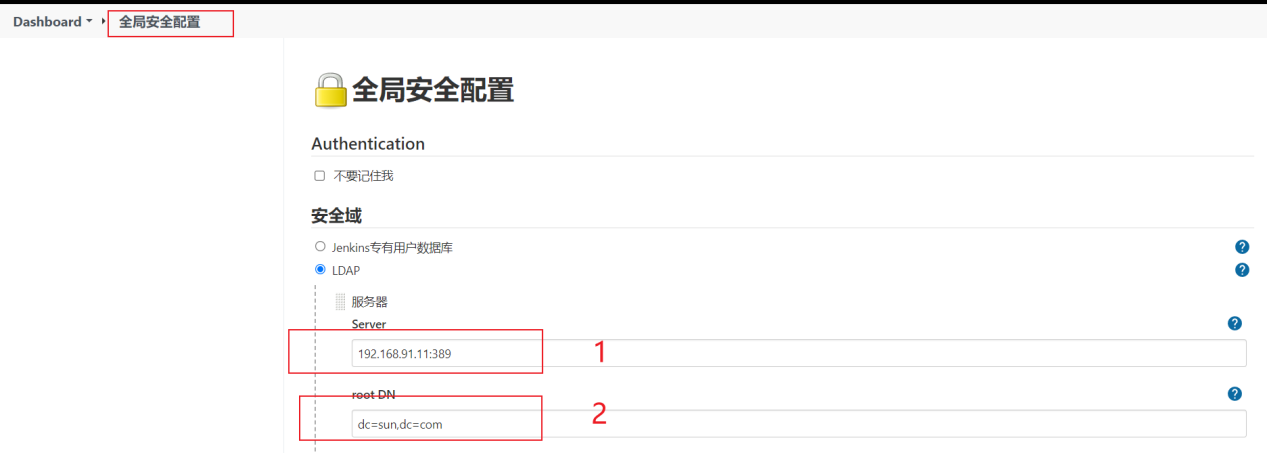 Dashboard 全局安全配置
全局安全配置
Authentication
不要记住我
安全域
Jenkins专有用户数据库
?
LDAP
?
服务器
Server
?
192.168.91.11:389
1
root DN
?
dc=sun,dc=com
2